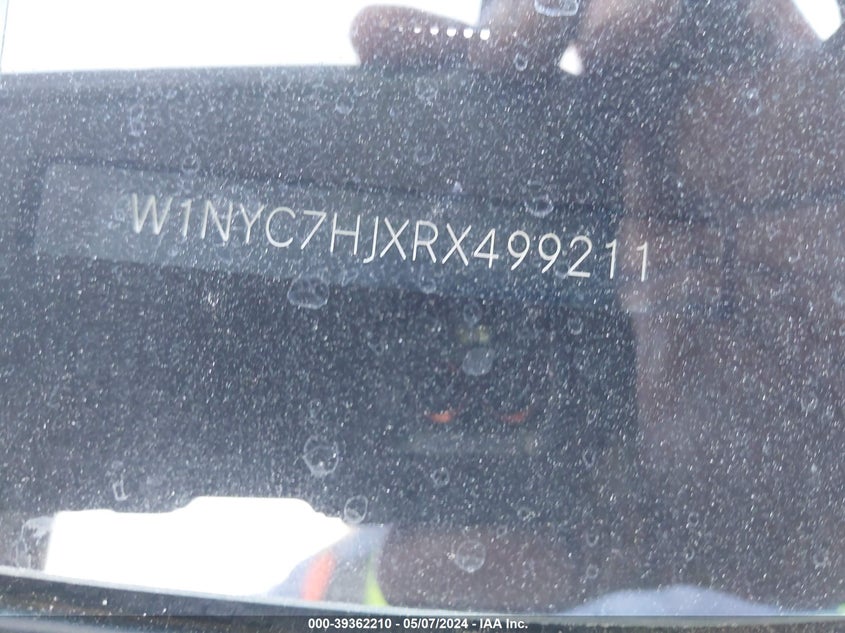 W1NYC7HJXRX499211
000-39362210 - 05/07/2024 - IAA Inc.